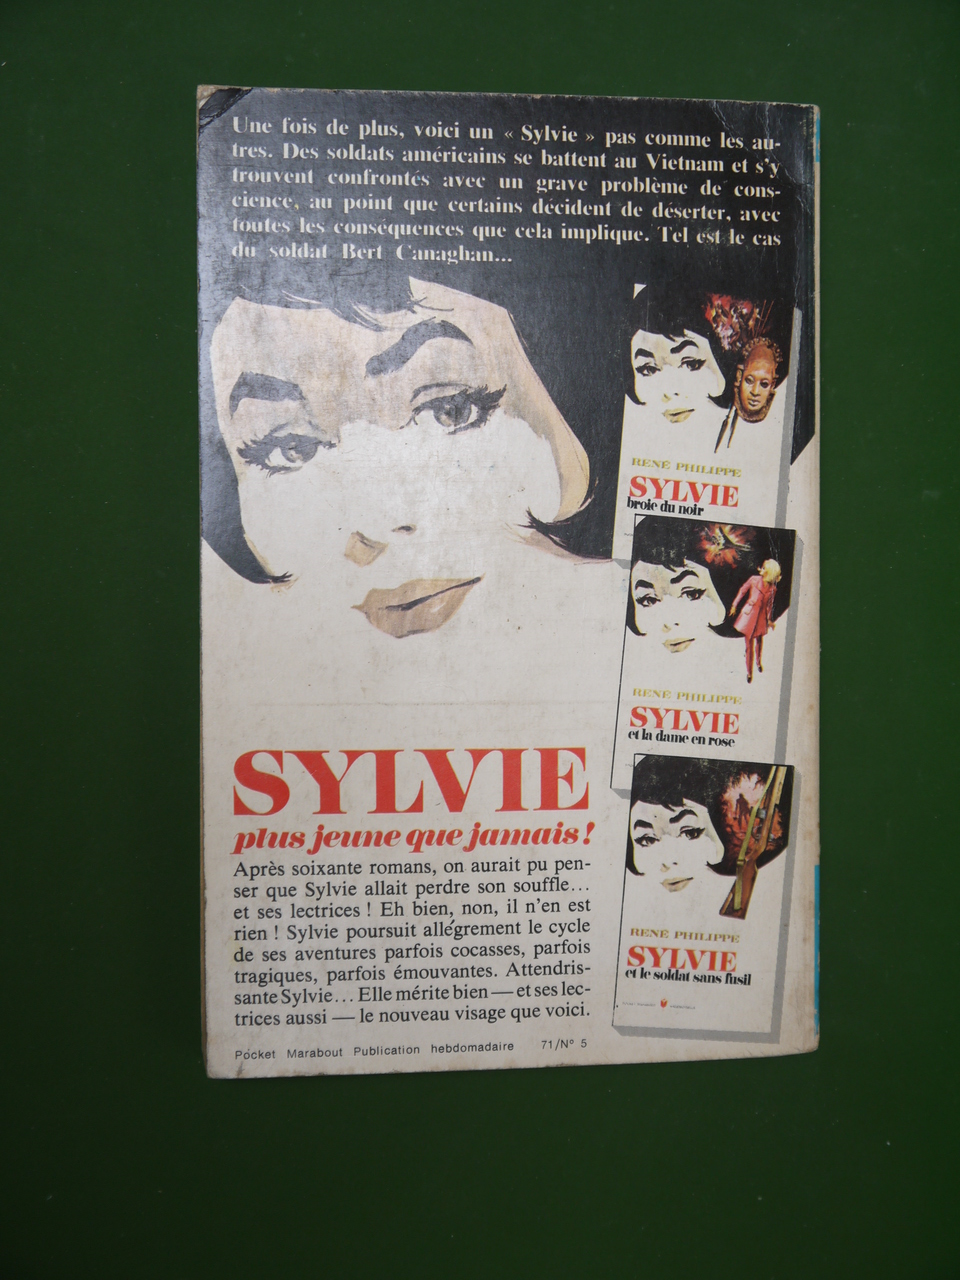 Une fois de plus, voici un « Sylvie » pas comme les au-
tres. Des soldats américains se battent au Vietnam et s'y
trouvent confrontés avec un grave problème de cons-
cience, au point que certains décident de déserter, avec
toutes les conséquences que cela implique. Tel est le cas
du soldat Bert Canaghan...
RENÉ PHILIPPE
SYLVIE
broie du noir
RENÉ PHILIPPE
SYLVIE
et la dame en rose
RENÉ PHILIPPE
SYLVIE
et le soldat sans fusil
SYLVIE
plus jeune que jamais !
Après soixante romans, on aurait pu pen-
ser que Sylvie allait perdre son souffle...
et ses lectrices ! Eh bien, non, il n'en est
rien ! Sylvie poursuit allégrement le cycle
de ses aventures parfois cocasses, parfois
tragiques, parfois émouvantes. Attendris-
sante Sylvie... Elle mérite bien — et ses lec-
trices aussi — le nouveau visage que voici.
Pocket Marabout Publication hebdomadaire 71/N° 5